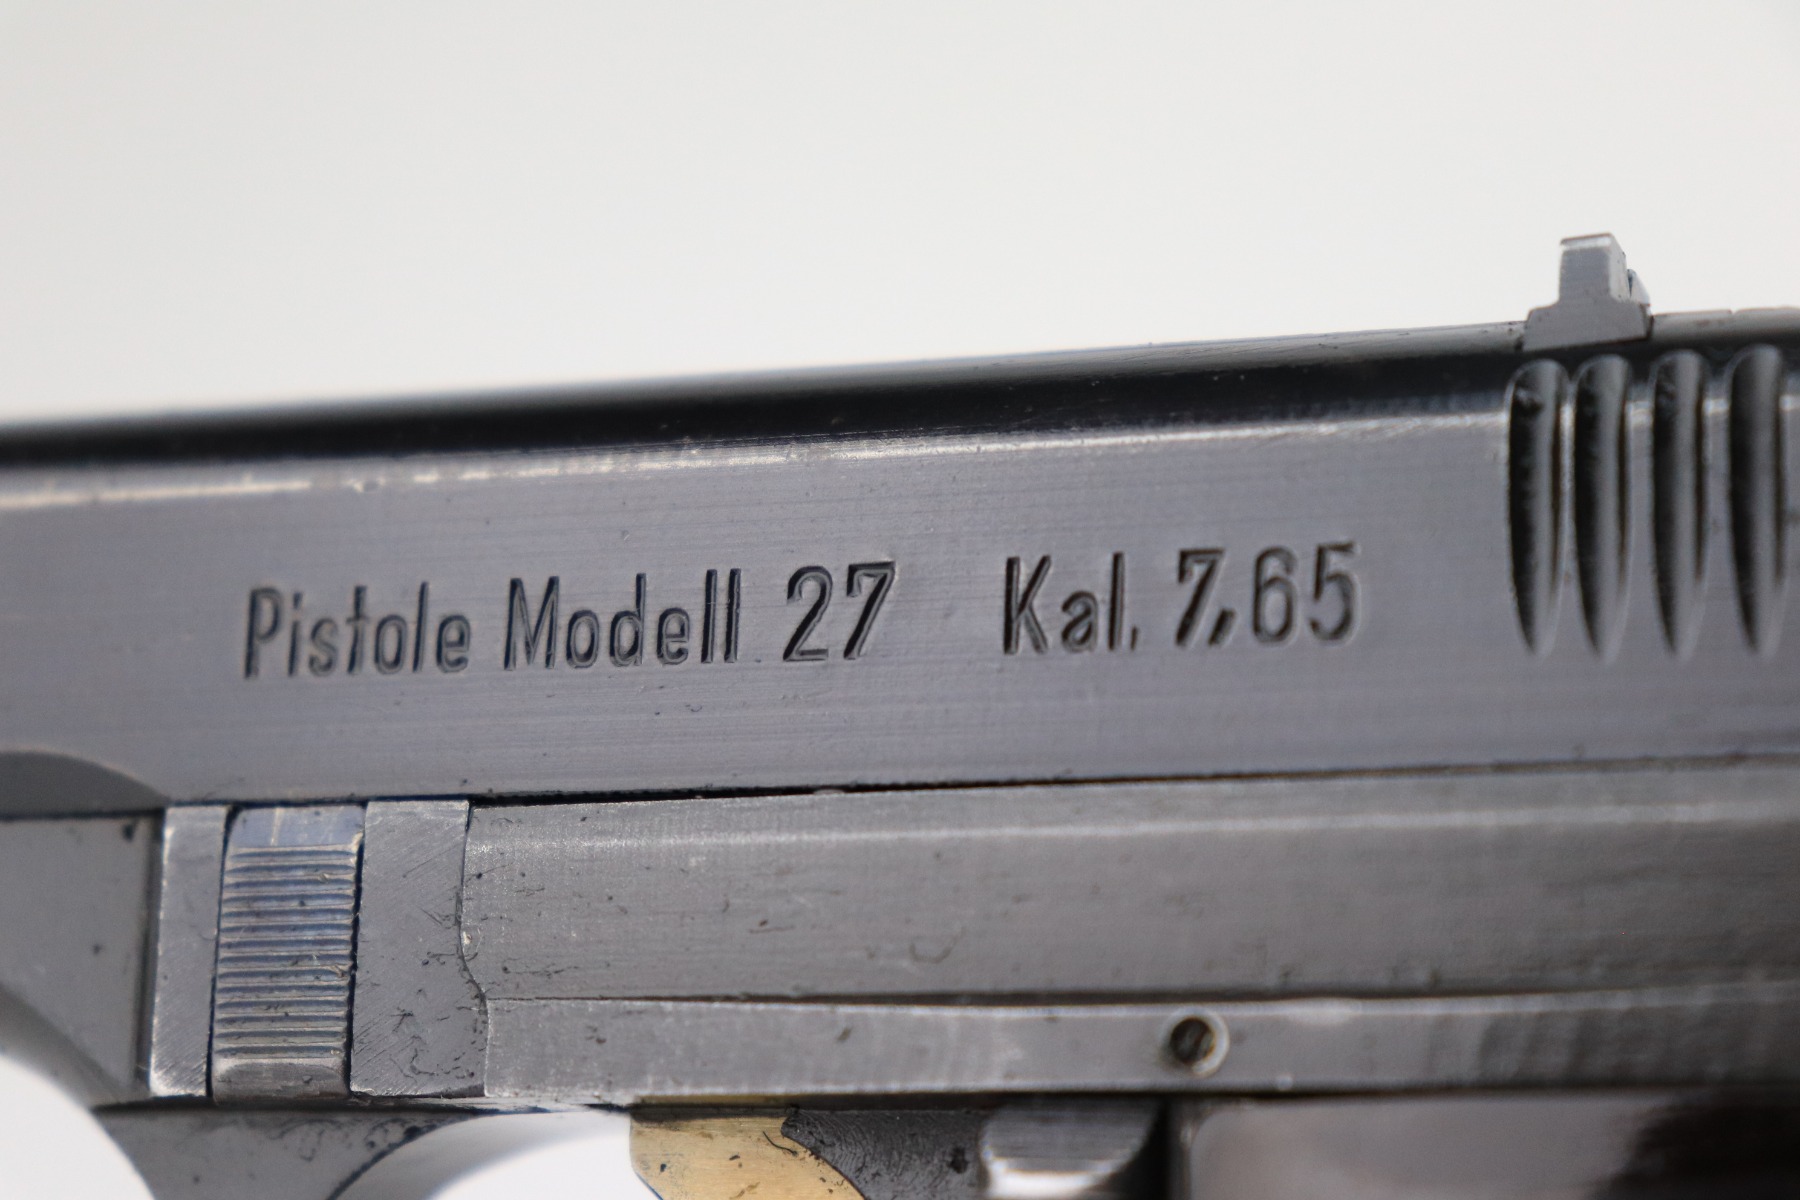 Pistole Modell 27 Kal. 7,65